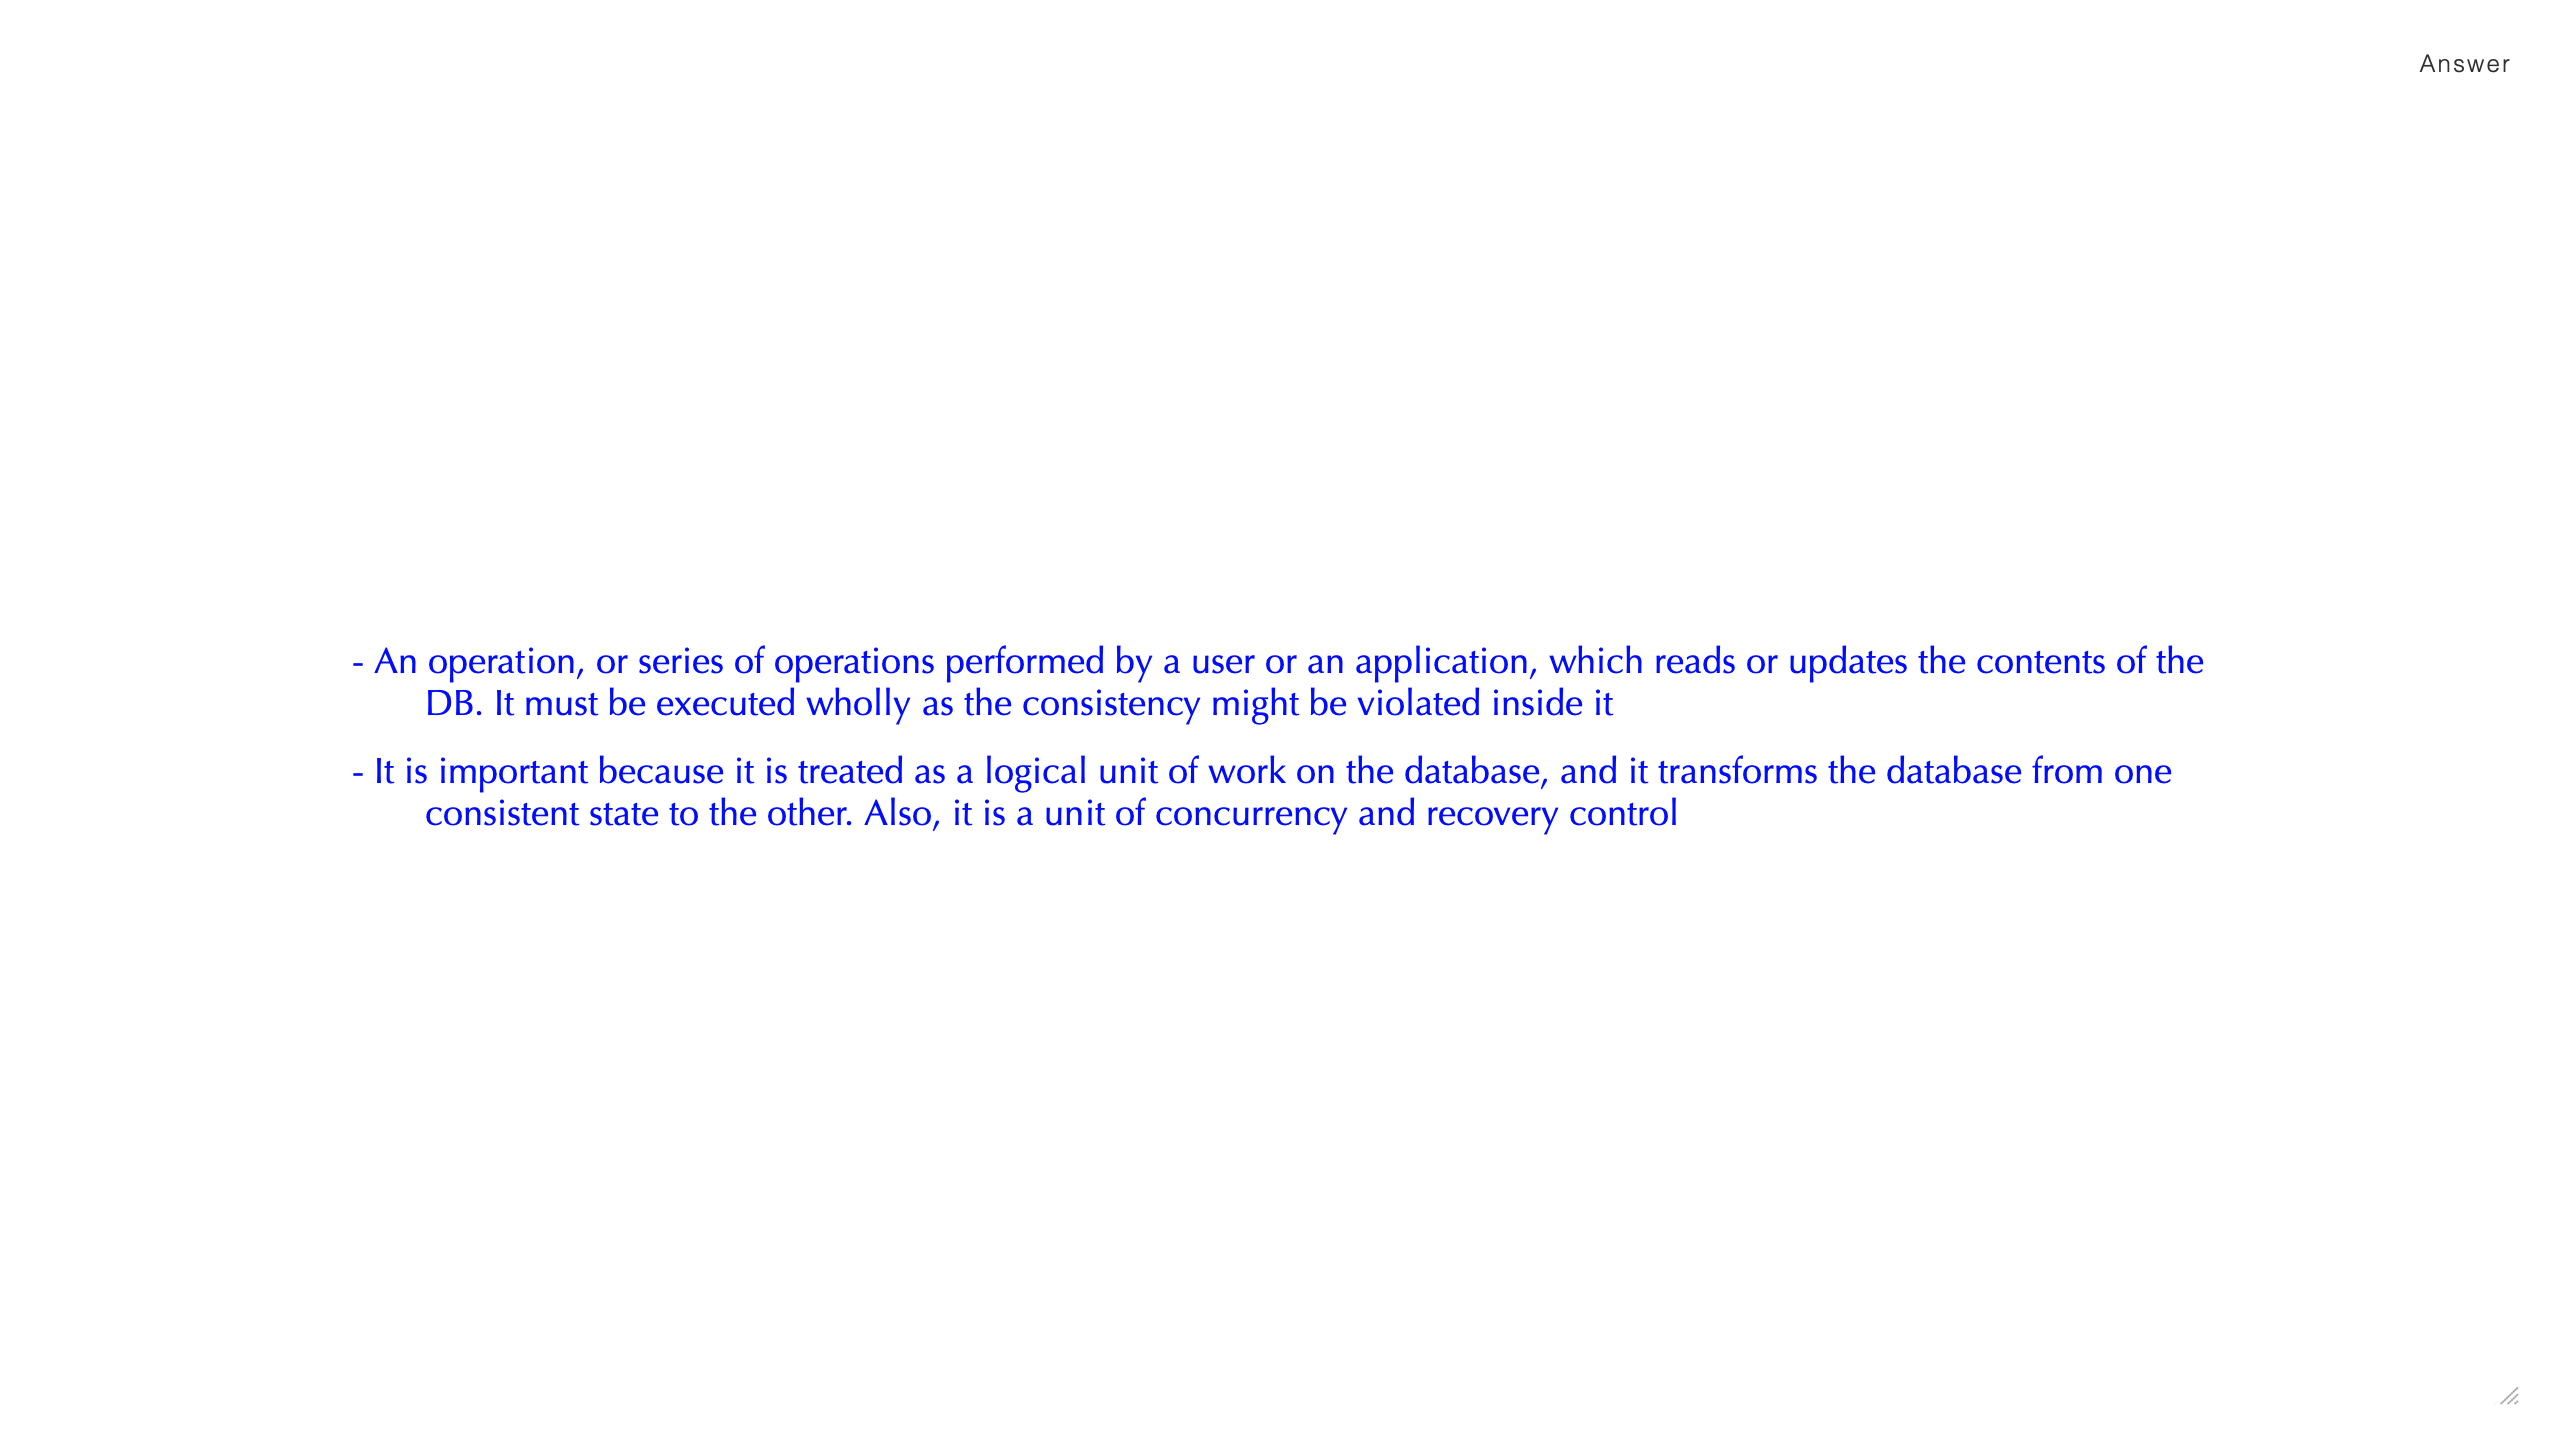 Answer
- An operation, or series of operations performed by a user or an application, which reads or updates the contents of the
DB. It must be executed wholly as the consistency might be violated inside it
- It is important because it is treated as a logical unit of work on the database, and it transforms the database from one
consistent state to the other. Also, it is a unit of concurrency and recovery control